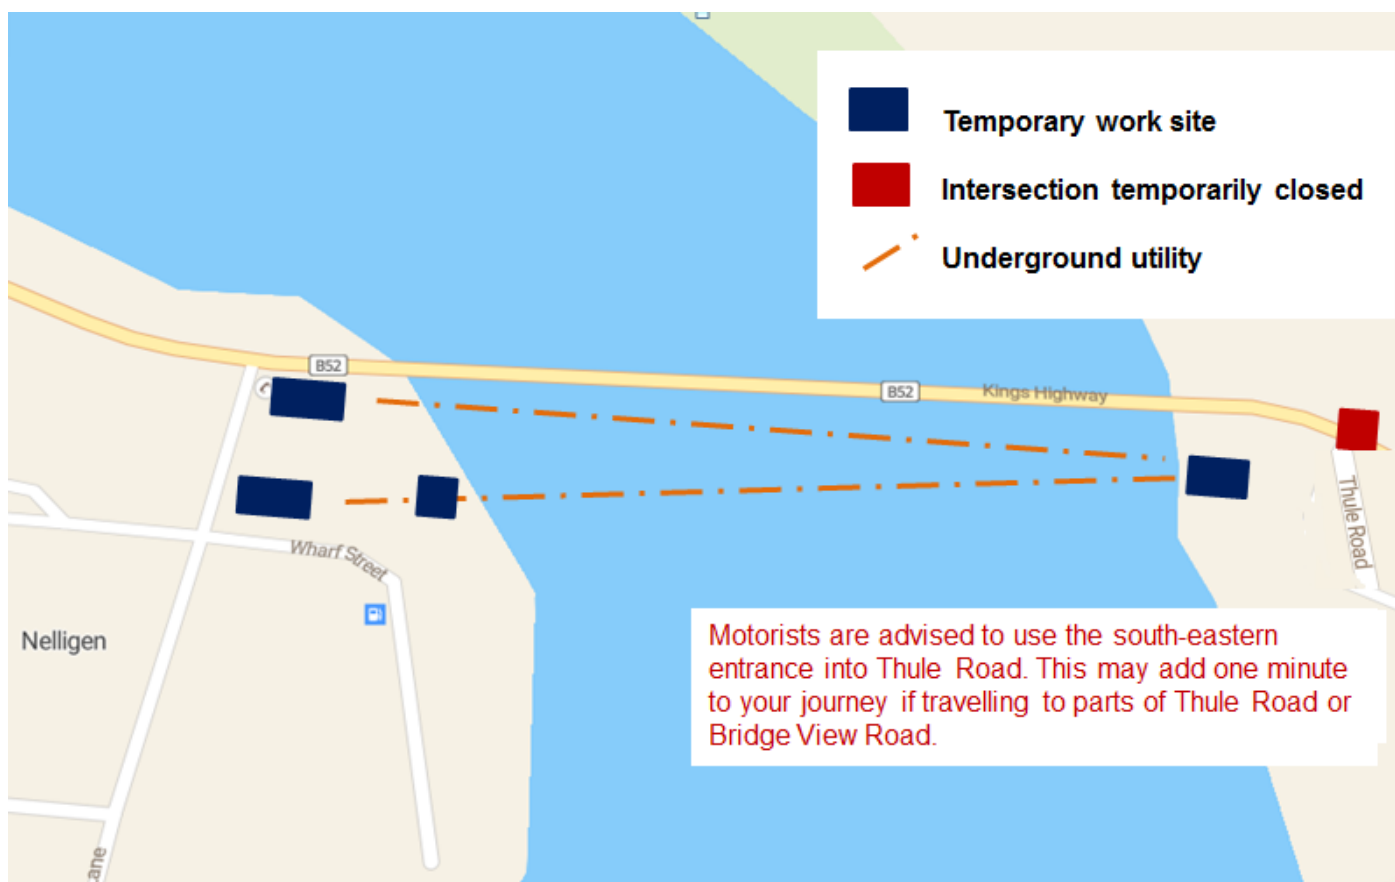 Temporary work site
Intersection temporarily closed
Underground utility
B52
B52
Kings Highway
Thule Road
Wharf Street
Nelligen
Motorists are advised to use the south-eastern
entrance into Thule Road. This may add one minute
to your journey if travelling to parts of Thule Road or
Bridge View Road.